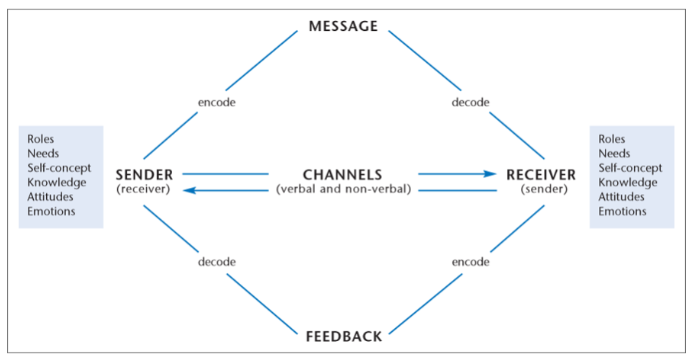 MESSAGE
encode
decode
Roles
Needs
Self-concept
Knowledge
Attitudes
Emotions
SENDER
(receiver)
CHANNELS
(verbal and non-verbal)
RECEIVER
(sender)
Roles
Needs
Self-concept
Knowledge
Attitudes
Emotions
decode
encode
FEEDBACK